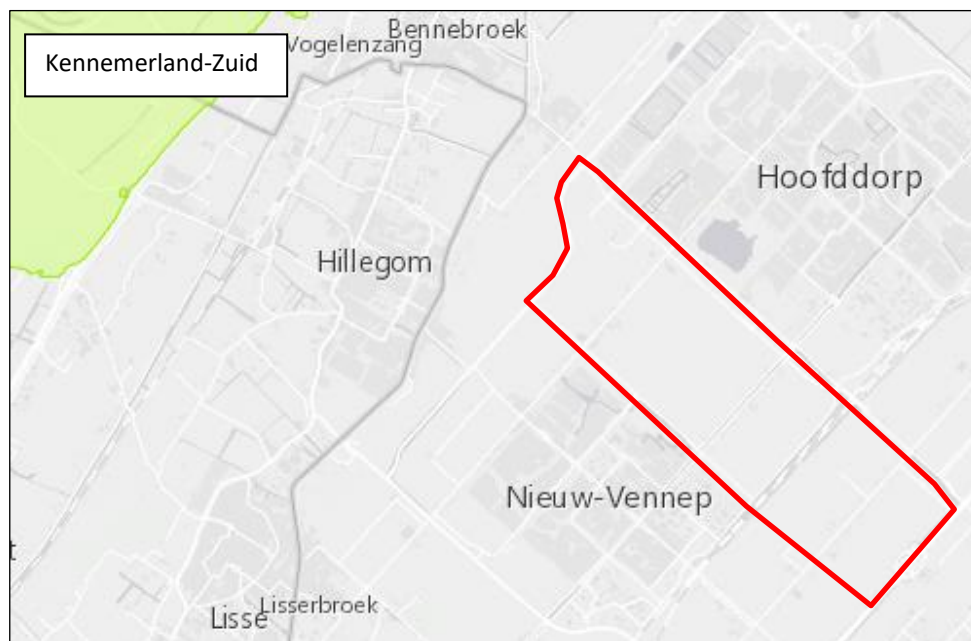 Bennebroek
Vogelenzang
Kennemerland-Zuid
Hoofddorp
Hillegom
Nieuw-Vennep
t
Lisse
Lisserbroek